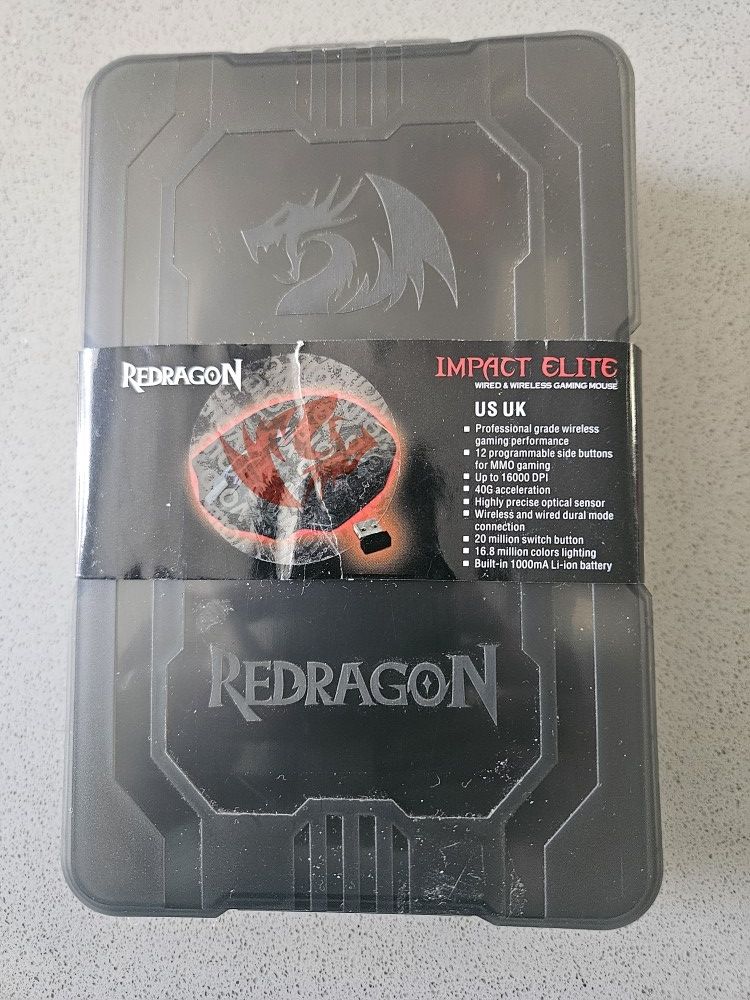 REDRAGON
IMPACT ELITE
WIRED & WIRELESS GAMING MOUSE
US UK
Professional grade wireless
gaming performance
12 programmable side buttons
for MMO gaming
Up to 16000 DPI
40G acceleration
Highly precise optical sensor
Wireless and wired dural mode
connection
20 million switch button
16.8 million colors lighting
Built-in 1000mA Li-ion battery
REDRAGON